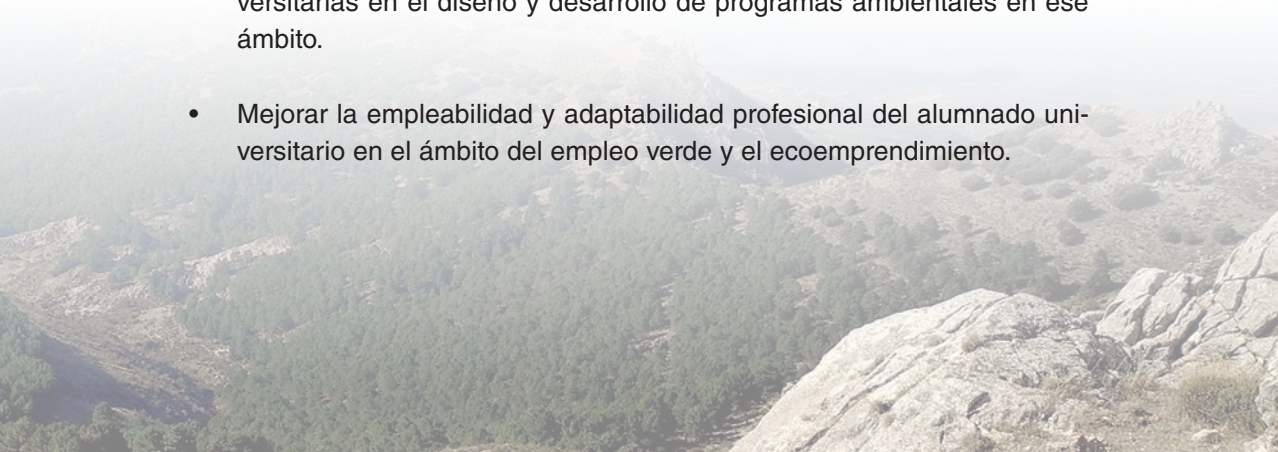 versitarias en el diseño y desarrollo de programas ambientales en ese
ámbito.
• Mejorar la empleabilidad y adaptabilidad profesional del alumnado uni-
versitario en el ámbito del empleo verde y el ecoemprendimiento.